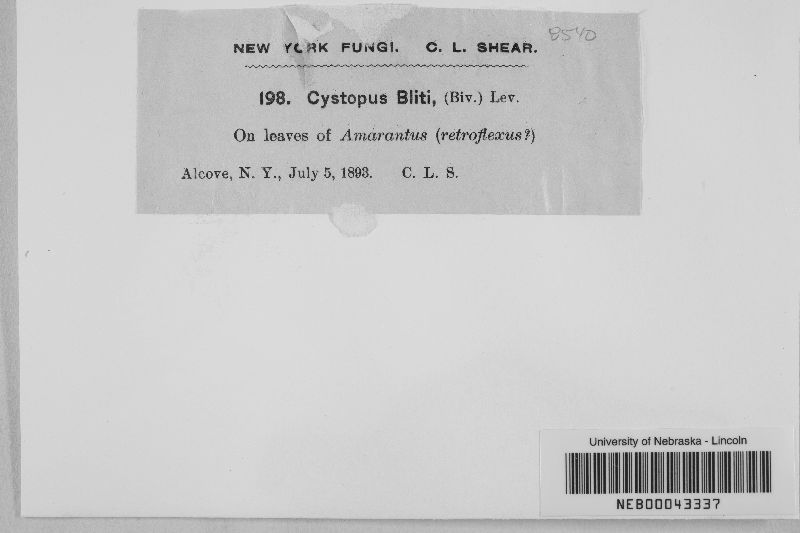 NEW YORK FUNGI. C. L. SHEAR. 8540
198. Cystopus Bliti, (Biv.) Lev.
On leaves of Amarantus (retroflexus?)
Alcove, N. Y., July 5, 1893. C. L. S.
University of Nebraska - Lincoln
NEB00043337